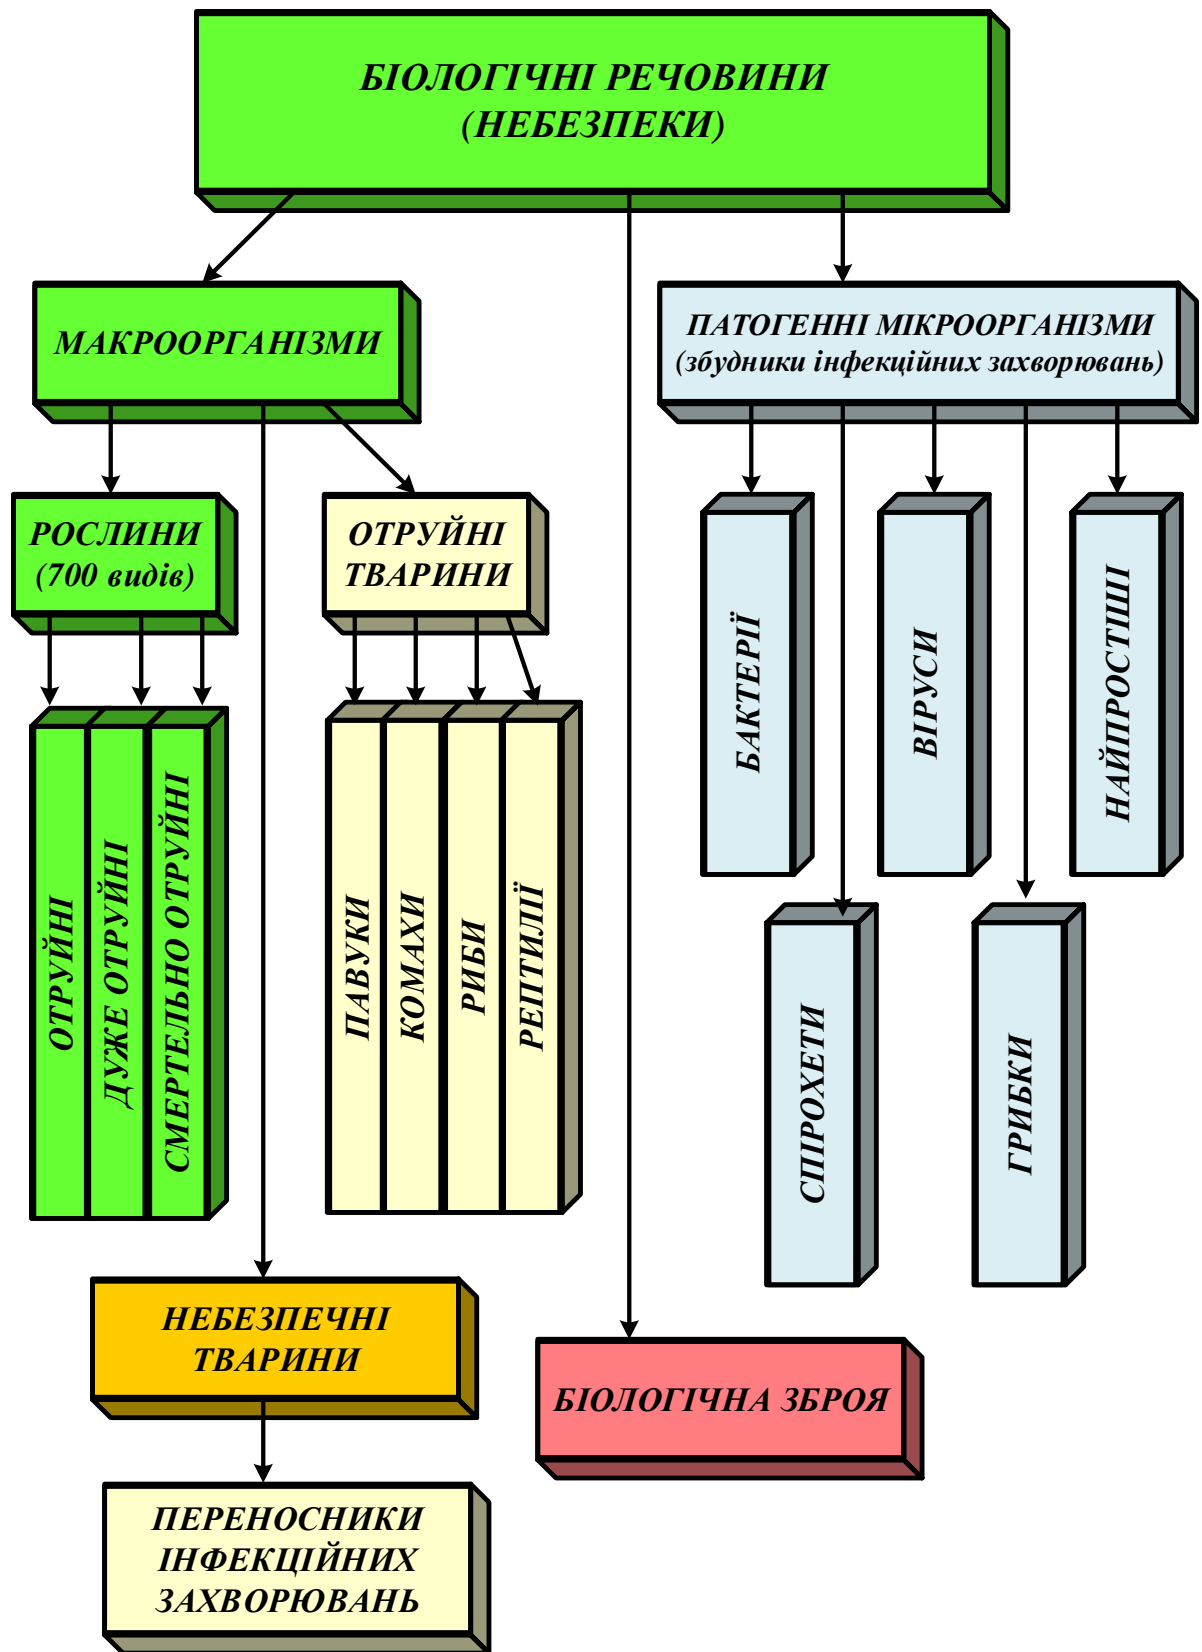 БІОЛОГІЧНІ РЕЧОВИНИ
(НЕБЕЗПЕКИ)
МАКРООРГАНІЗМИ
ПАТОГЕННІ МІКРООРГАНІЗМИ
(збудники інфекційних захворювань)
РОСЛИНИ
(700 видів)
ОТРУЙНІ
ТВАРИНИ
ОТРУЙНІ
ДУЖЕ ОТРУЙНІ
СМЕРТЕЛЬНО ОТРУЙНІ
ПАВУКИ
КОМАХИ
РИБИ
РЕПТИЛІЇ
БАКТЕРІЇ
ВІРУСИ
НАЙПРОСТІШІ
СПІРОХЕТИ
ГРИБКИ
НЕБЕЗПЕЧНІ
ТВАРИНИ
БІОЛОГІЧНА ЗБРОЯ
ПЕРЕНОСНИКИ
ІНФЕКЦІЙНИХ
ЗАХВОРЮВАНЬ